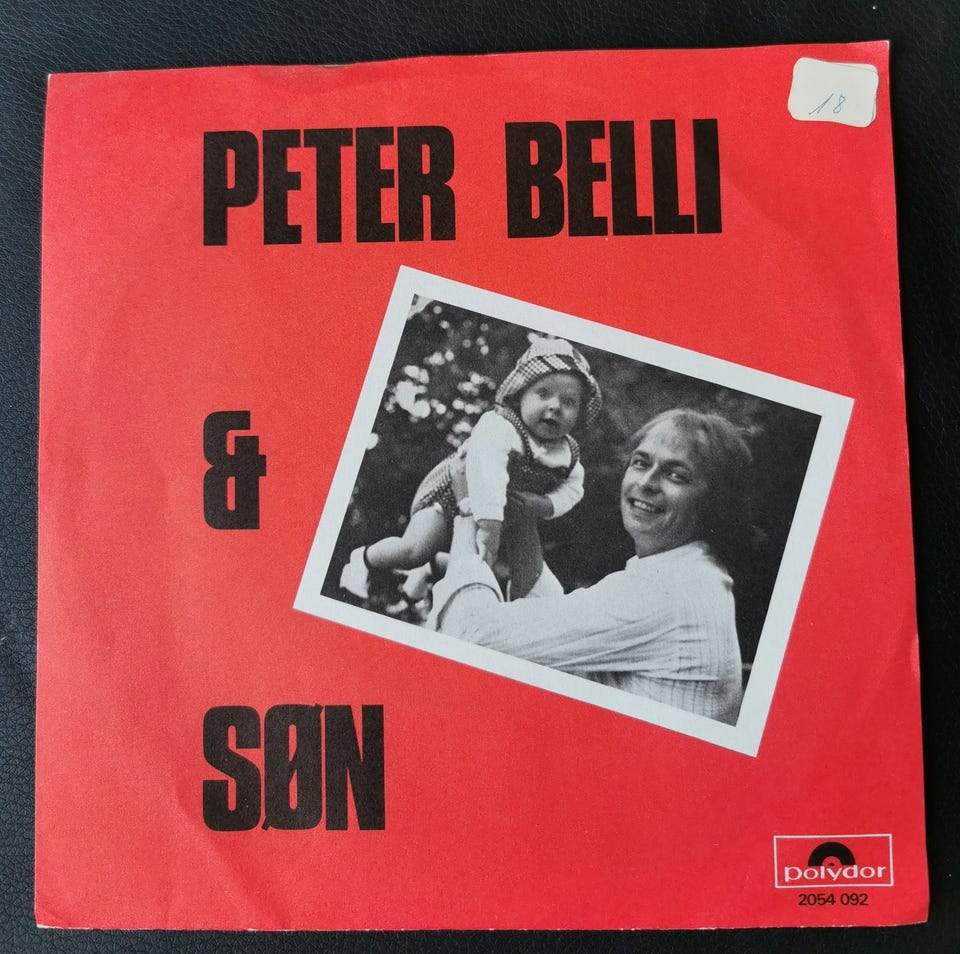 18
PETER BELLI
&
SØN
polydor
2054 092